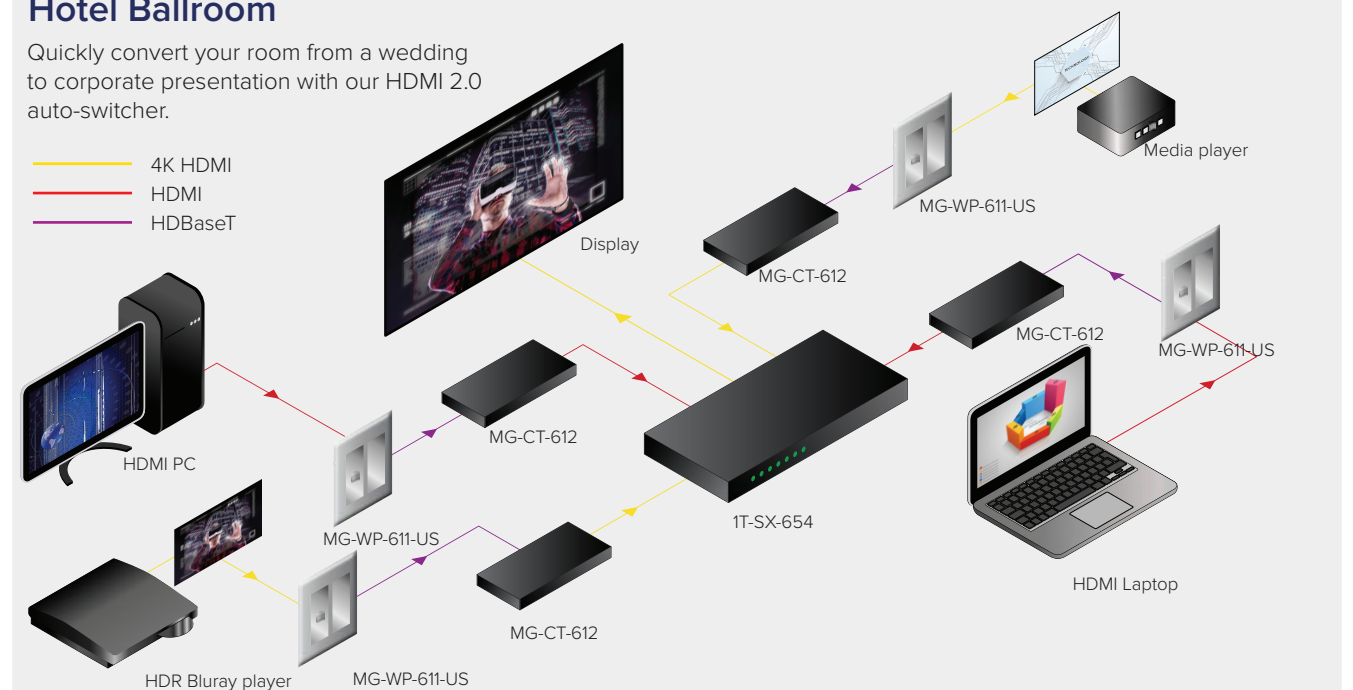 Hotel Ballroom
Quickly convert your room from a wedding
to corporate presentation with our HDMI 2.0
auto-switcher.
4K HDMI
HDMI
HDBaseT
Display
Media player
MG-WP-611-US
MG-CT-612
MG-CT-612
MG-WP-611-US
HDMI PC
MG-CT-612
MG-WP-611-US
1T-SX-654
HDMI Laptop
MG-CT-612
HDR Bluray player
MG-WP-611-US